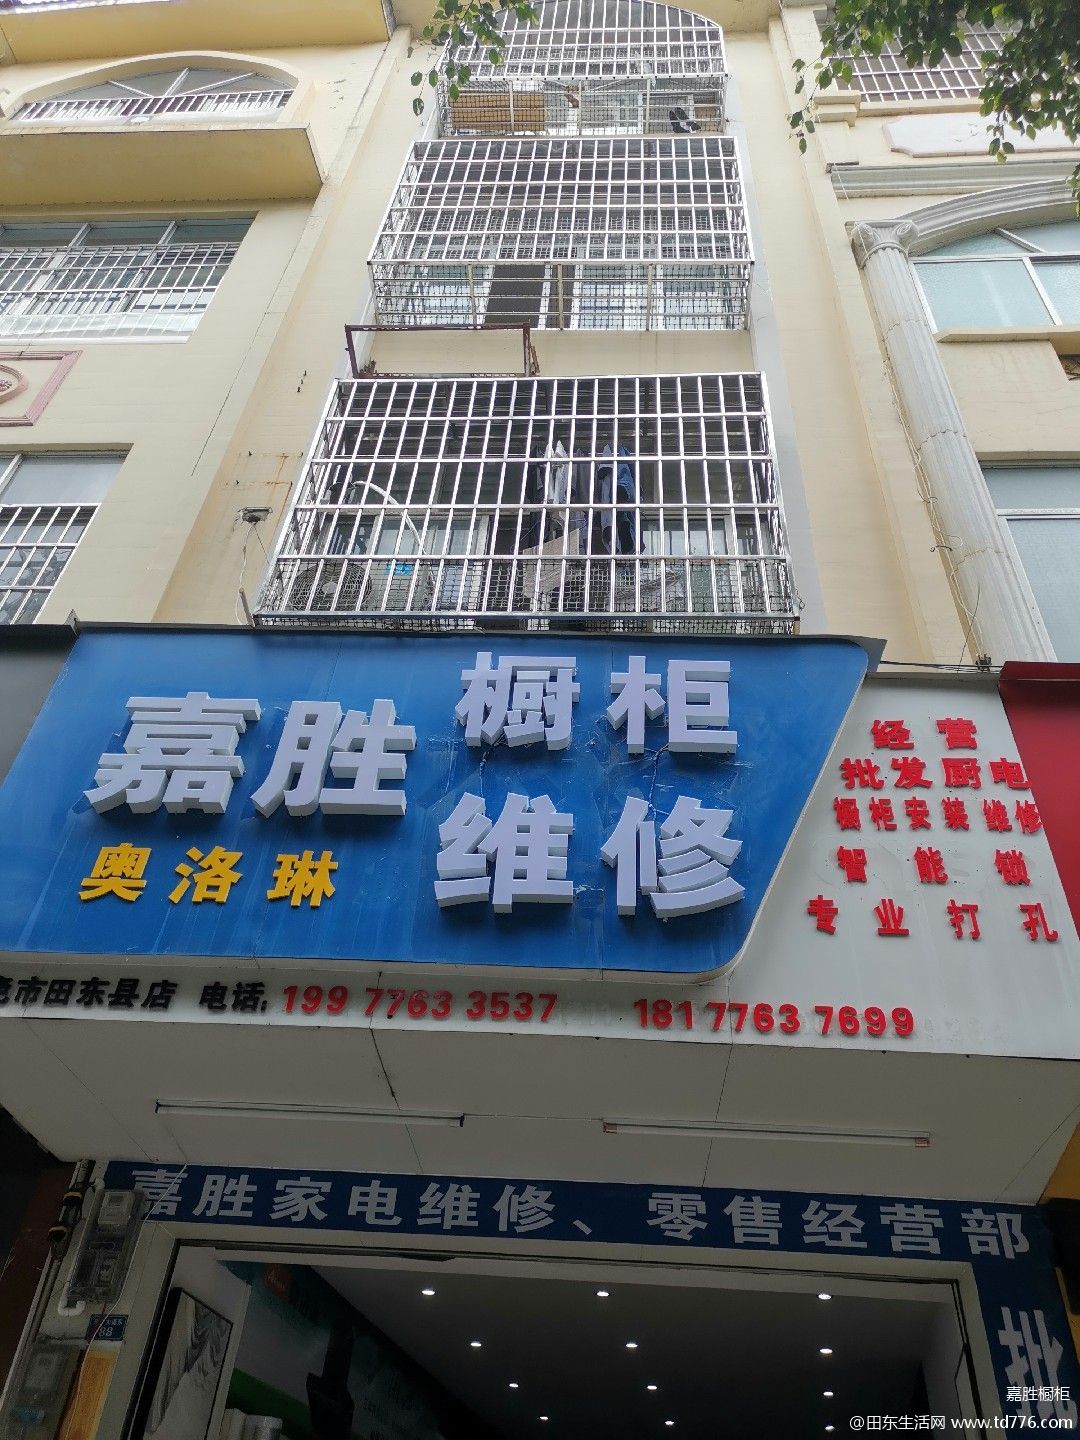 嘉胜 橱柜
维修
奥洛琳
经营
批发厨电
橱柜安装维修
智能锁
专业打孔
市田东县店 电话: 199 7763 3537 181 7763 7699
嘉胜家电维修、零售经营部
88
批
嘉胜橱柜
@田东生活网 www.td776.com